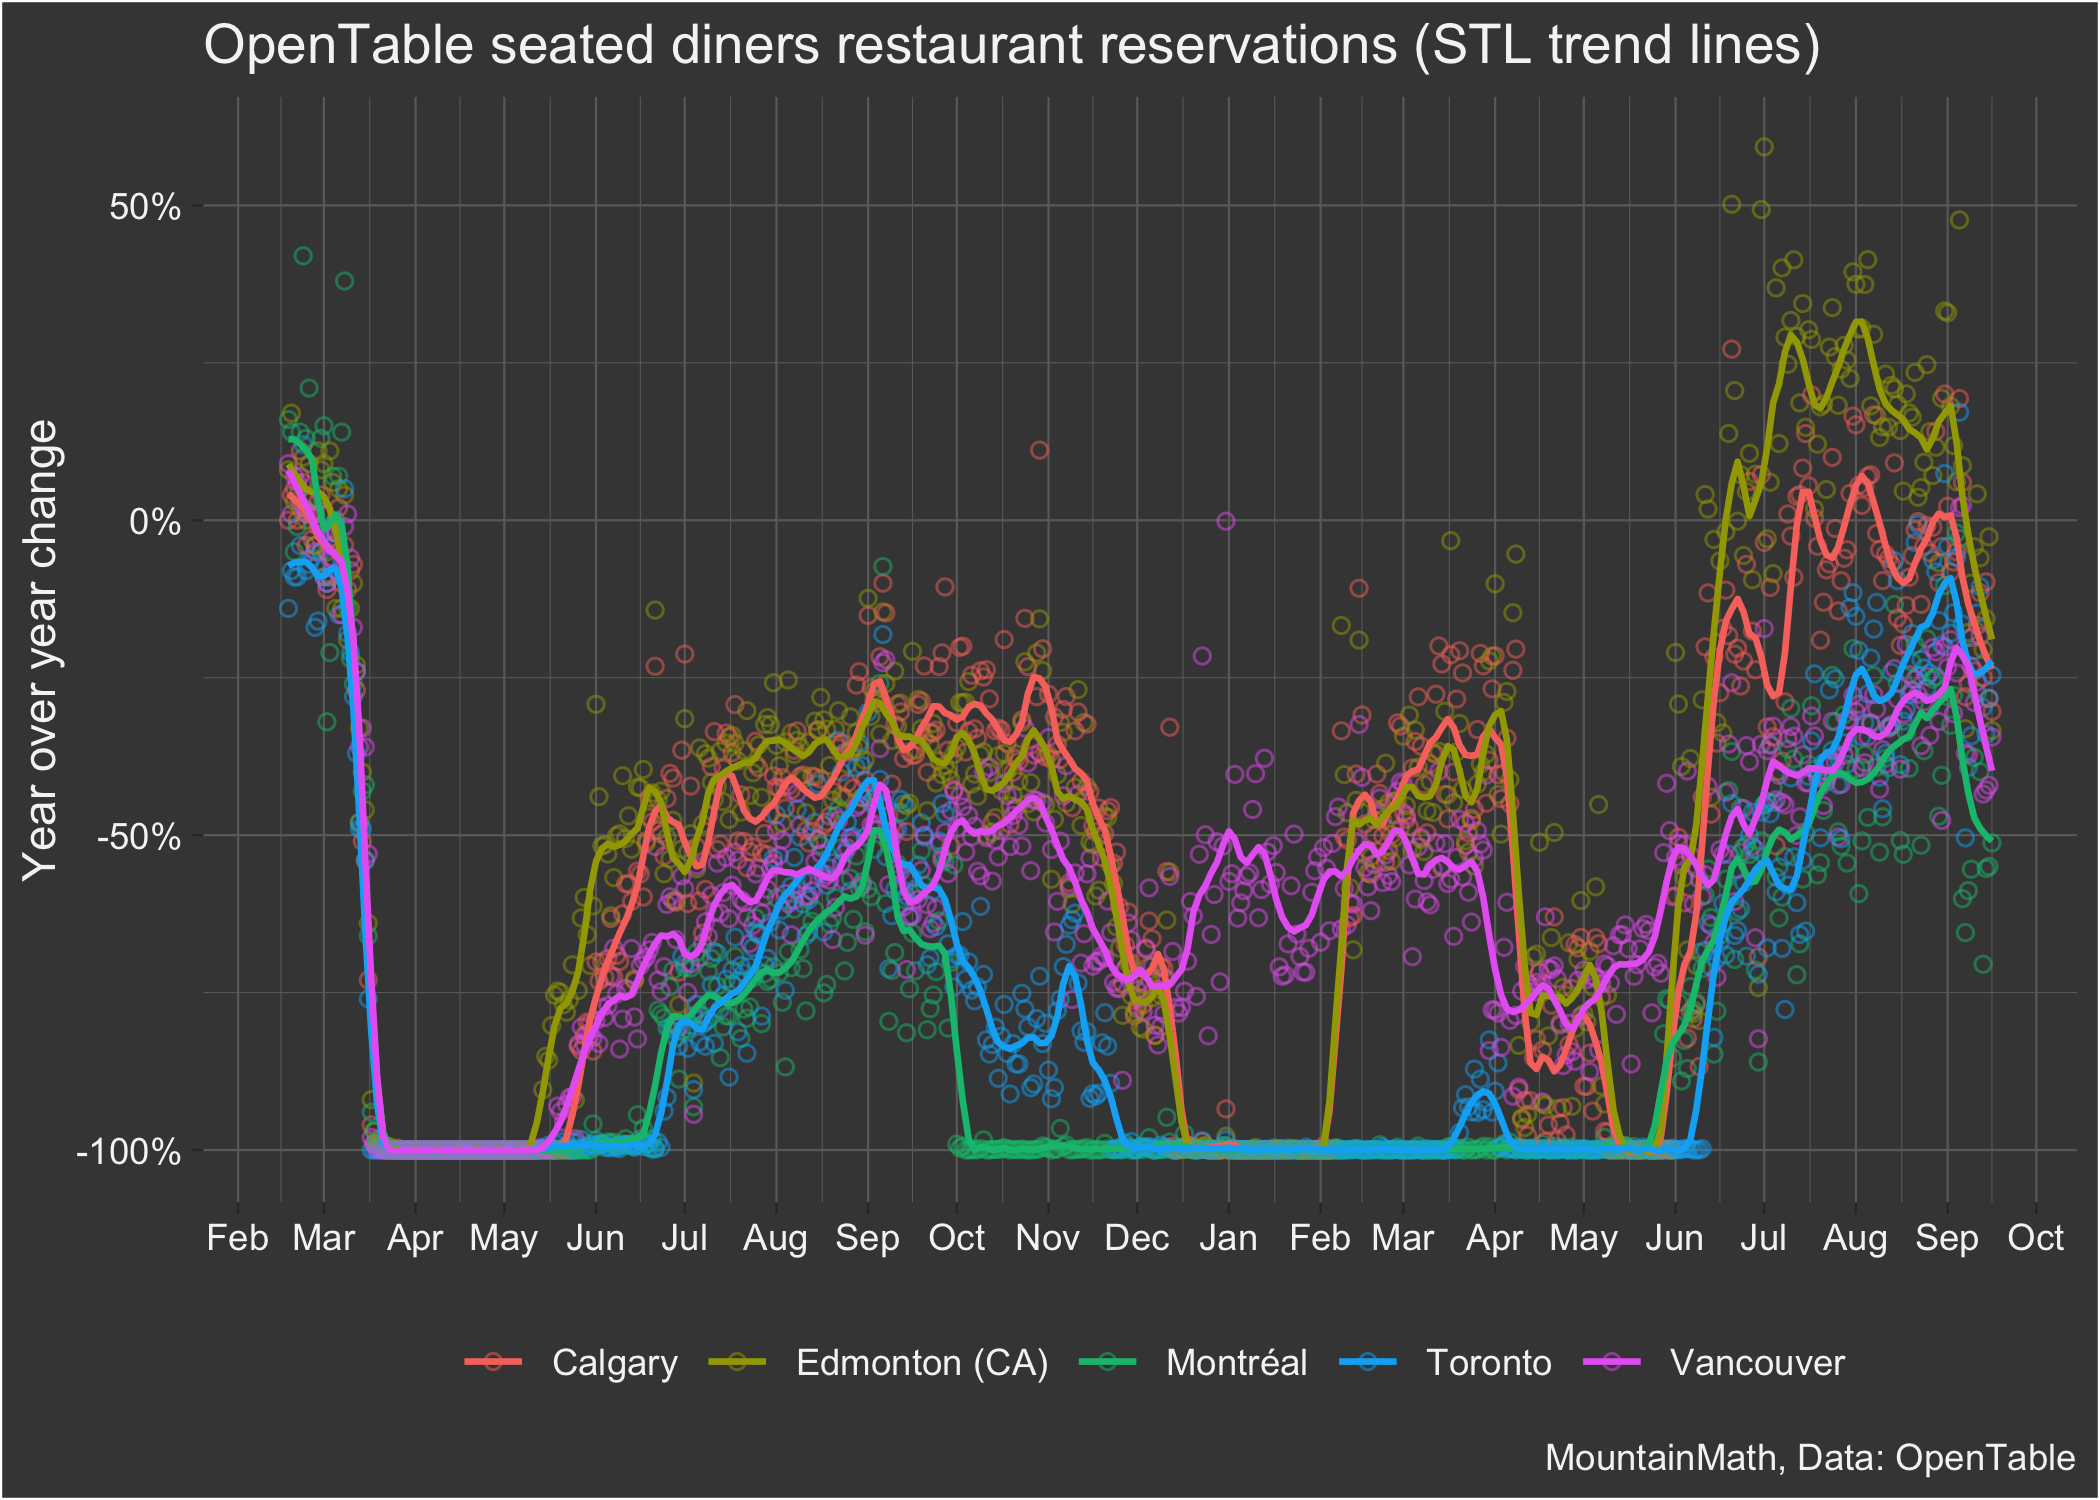 OpenTable seated diners restaurant reservations (STL trend lines)
Year over year change
50%
0%
-50%
-100%
Feb Mar Apr May Jun Jul Aug Sep Oct Nov Dec Jan Feb Mar Apr May Jun Jul Aug Sep Oct
Calgary Edmonton (CA) Montréal Toronto Vancouver
MountainMath, Data: OpenTable